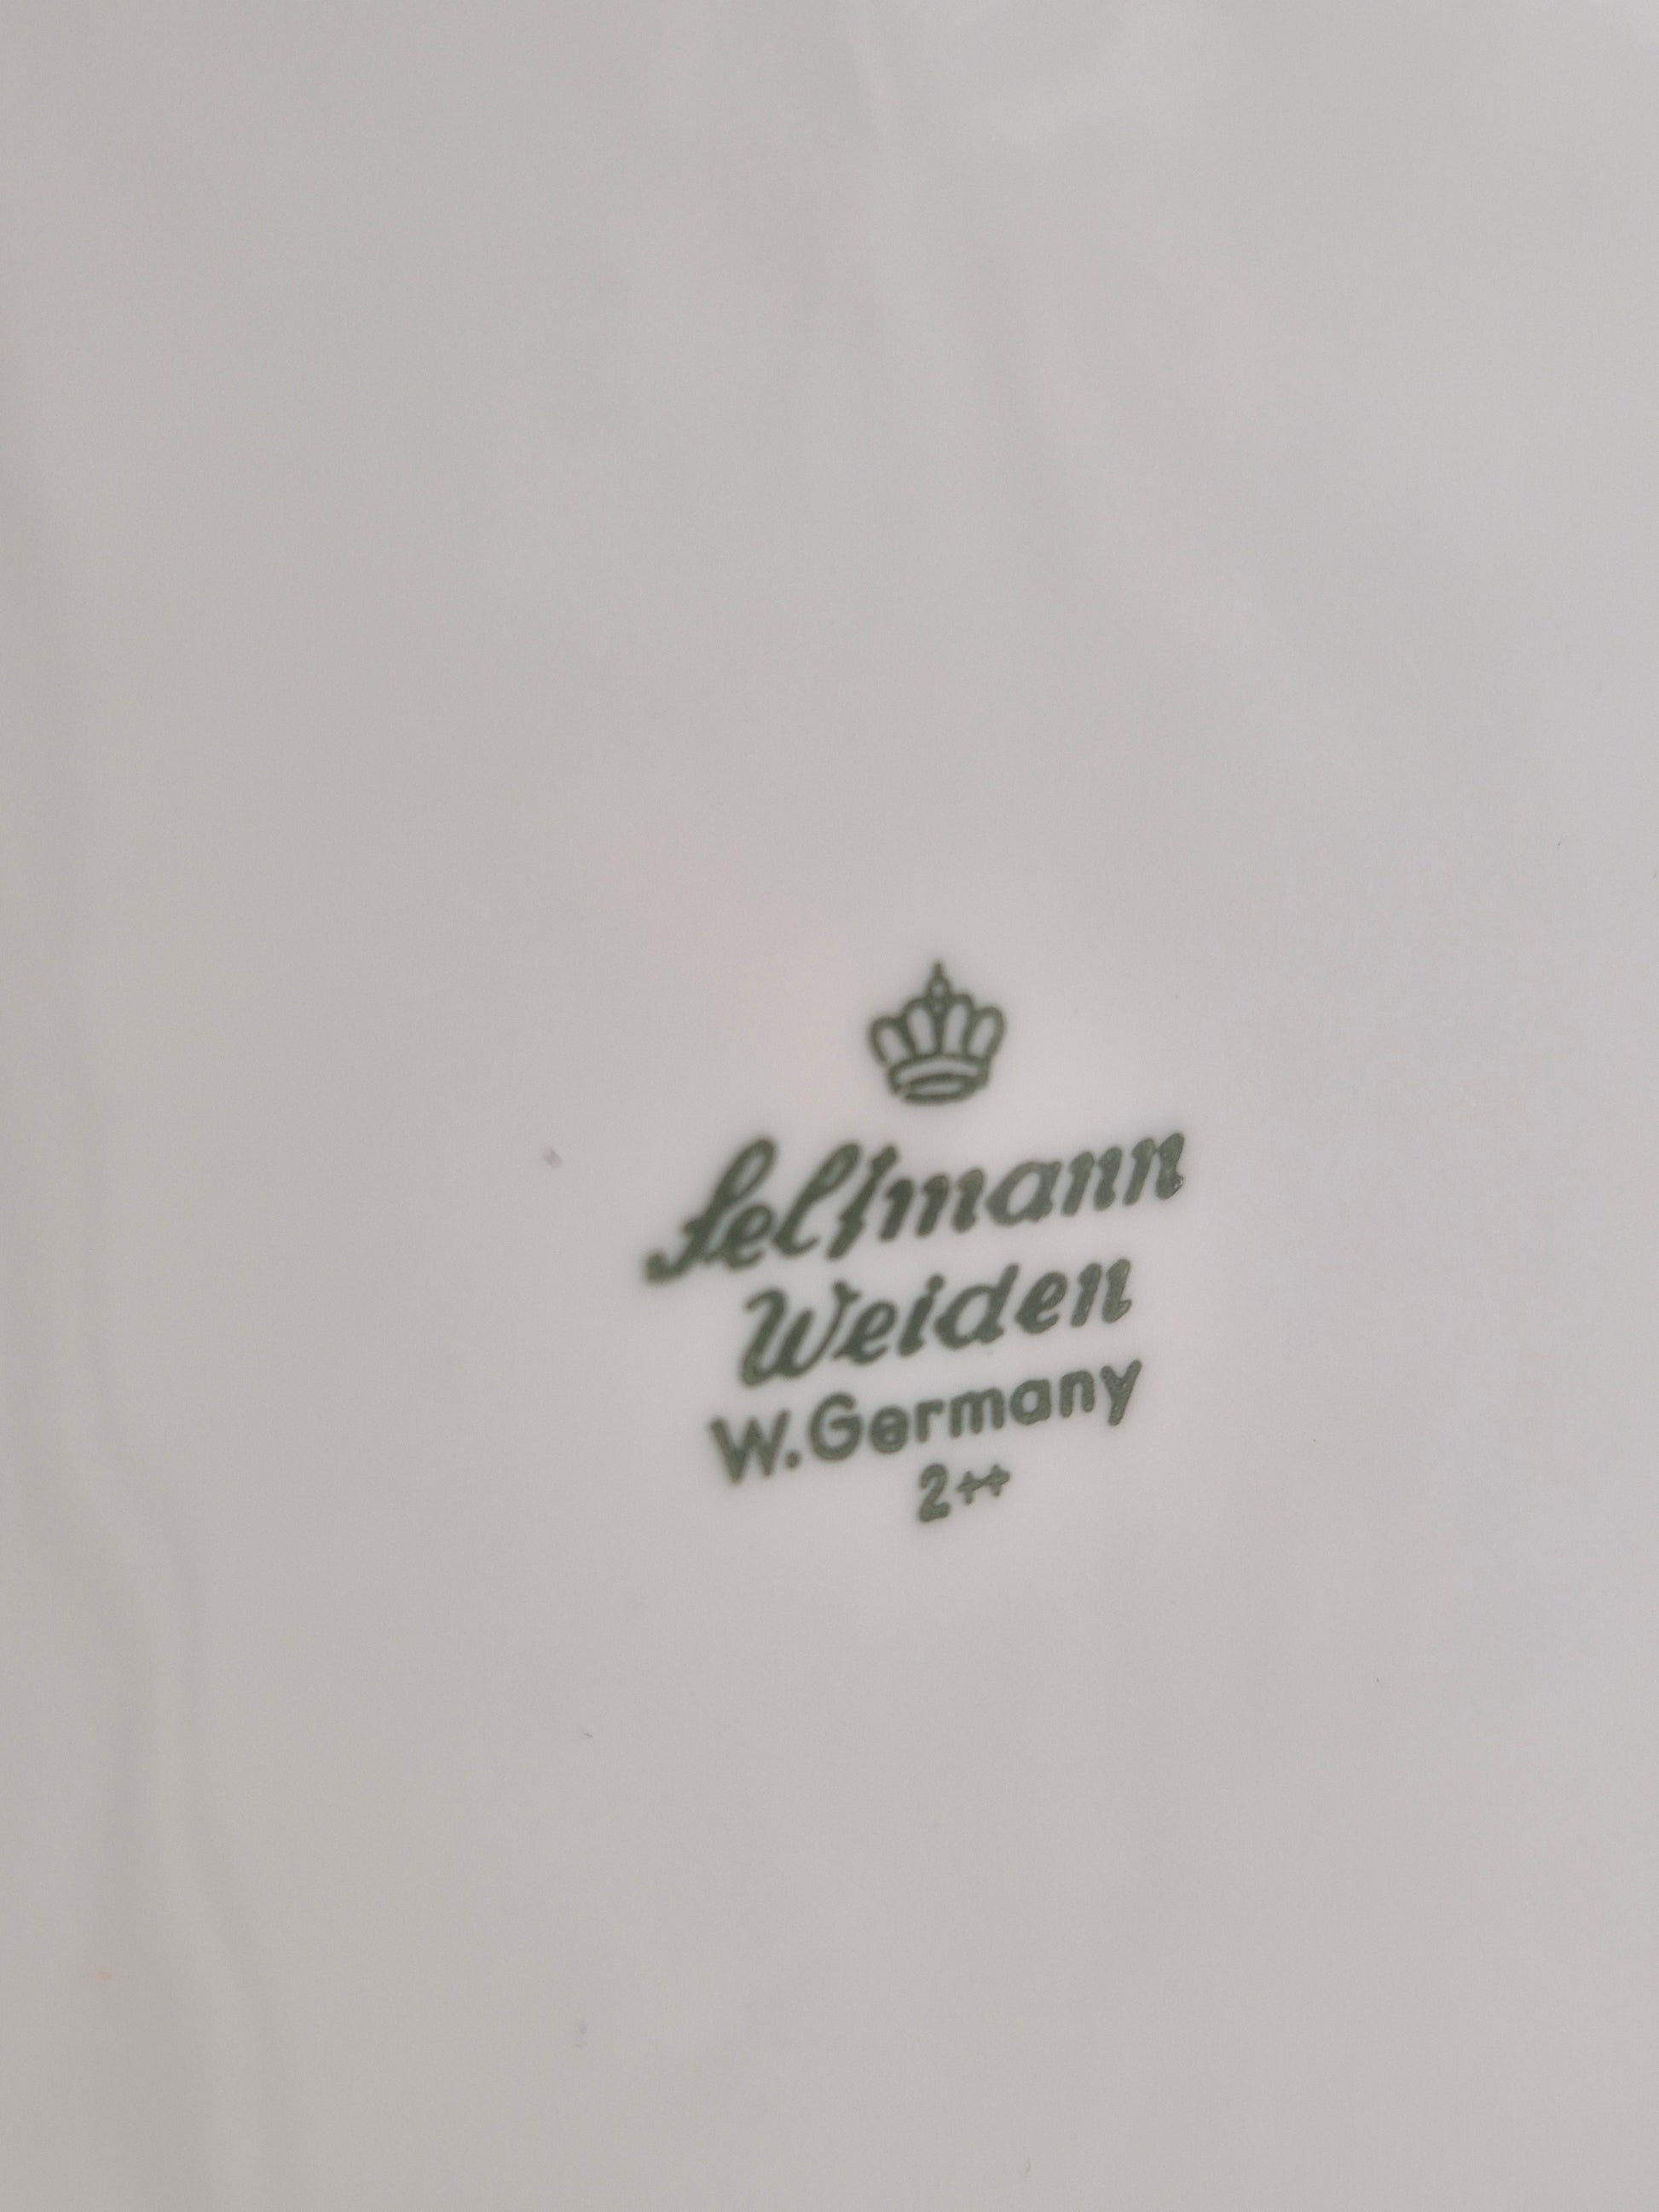 Seltmann
Weiden
W.Germany
2++